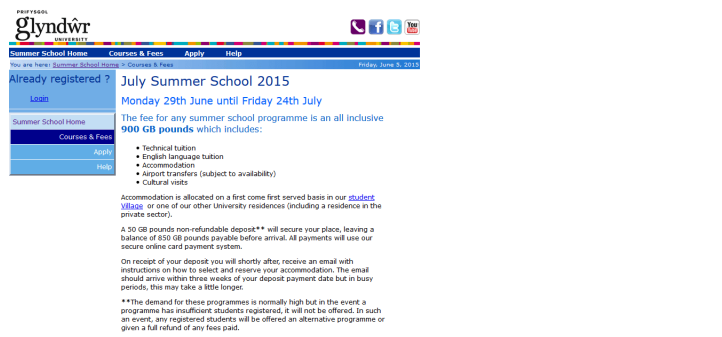 PRIFYSGOL
glyndŵr
UNIVERSITY
You Tube
Summer School Home Courses & Fees Apply Help
You are here: Summer School Home > Courses & Fees Friday, June 5, 2015
Already registered ?
Login
Summer School Home
Courses & Fees
Apply
Help
July Summer School 2015
Monday 29th June until Friday 24th July
The fee for any summer school programme is an all inclusive
900 GB pounds which includes:
• Technical tuition
• English language tuition
• Accommodation
• Airport transfers (subject to availability)
• Cultural visits
Accommodation is allocated on a first come first served basis in our student
Village or one of our other University residences (including a residence in the
private sector).
A 50 GB pounds non-refundable deposit** will secure your place, leaving a
balance of 850 GB pounds payable before arrival. All payments will use our
secure online card payment system.
On receipt of your deposit you will shortly after, receive an email with
instructions on how to select and reserve your accommodation. The email
should arrive within three weeks of your deposit payment date but in busy
periods, this may take a little longer.
**The demand for these programmes is normally high but in the event a
programme has insufficient students registered, it will not be offered. In such
an event, any registered students will be offered an alternative programme or
given a full refund of any fees paid.